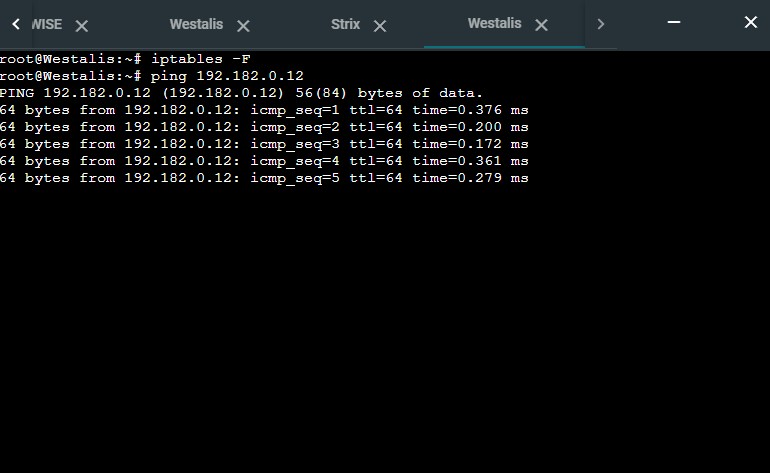 WISE Westalis Strix Westalis
root@Westalis:~# iptables -F
root@Westalis:~# ping 192.182.0.12
PING 192.182.0.12 (192.182.0.12) 56(84) bytes of data.
64 bytes from 192.182.0.12: icmp_seq=1 ttl=64 time=0.376 ms
64 bytes from 192.182.0.12: icmp_seq=2 ttl=64 time=0.200 ms
64 bytes from 192.182.0.12: icmp_seq=3 ttl=64 time=0.172 ms
64 bytes from 192.182.0.12: icmp_seq=4 ttl=64 time=0.361 ms
64 bytes from 192.182.0.12: icmp_seq=5 ttl=64 time=0.279 ms